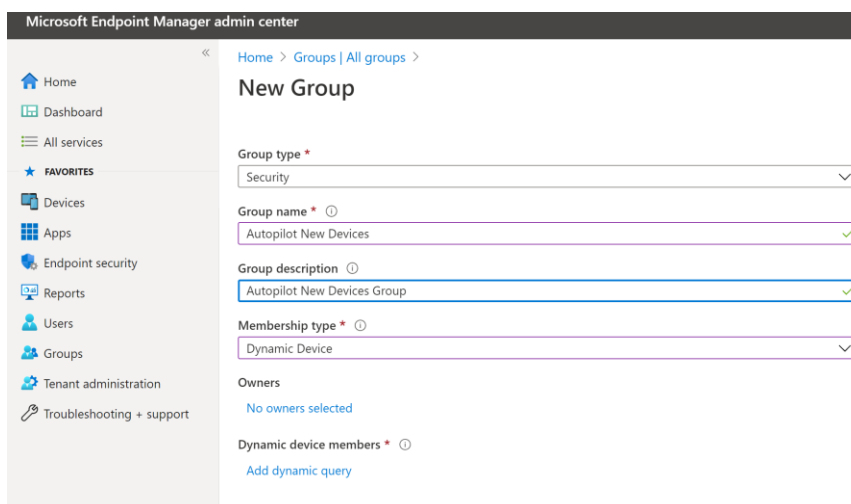 Microsoft Endpoint Manager admin center
«
Home
Dashboard
All services
FAVORITES
Devices
Apps
Endpoint security
Reports
Users
Groups
Tenant administration
Troubleshooting + support
Home > Groups | All groups >
New Group
Group type *
Security
Group name *
Autopilot New Devices
Group description
Autopilot New Devices Group
Membership type *
Dynamic Device
Owners
No owners selected
Dynamic device members *
Add dynamic query